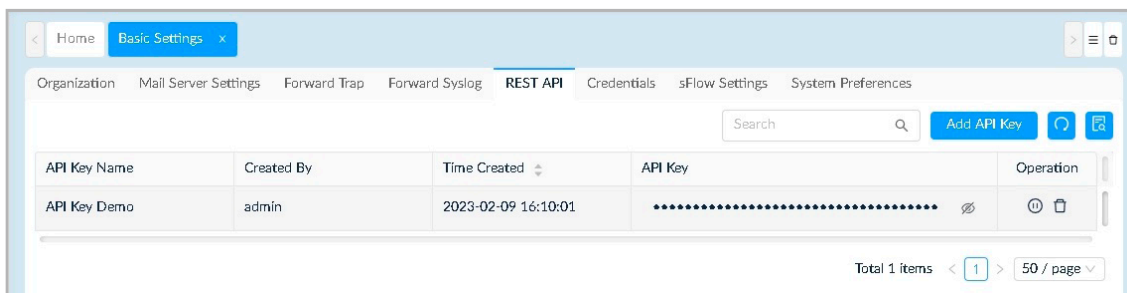 Home Basic Settings x
Organization Mail Server Settings Forward Trap Forward Syslog REST API Credentials sFlow Settings System Preferences
Search Add API Key
API Key Name Created By Time Created API Key Operation
API Key Demo admin 2023-02-09 16:10:01 ••••••••••••••••••••••••••••••••••••
Total 1 items < 1 > 50 / page